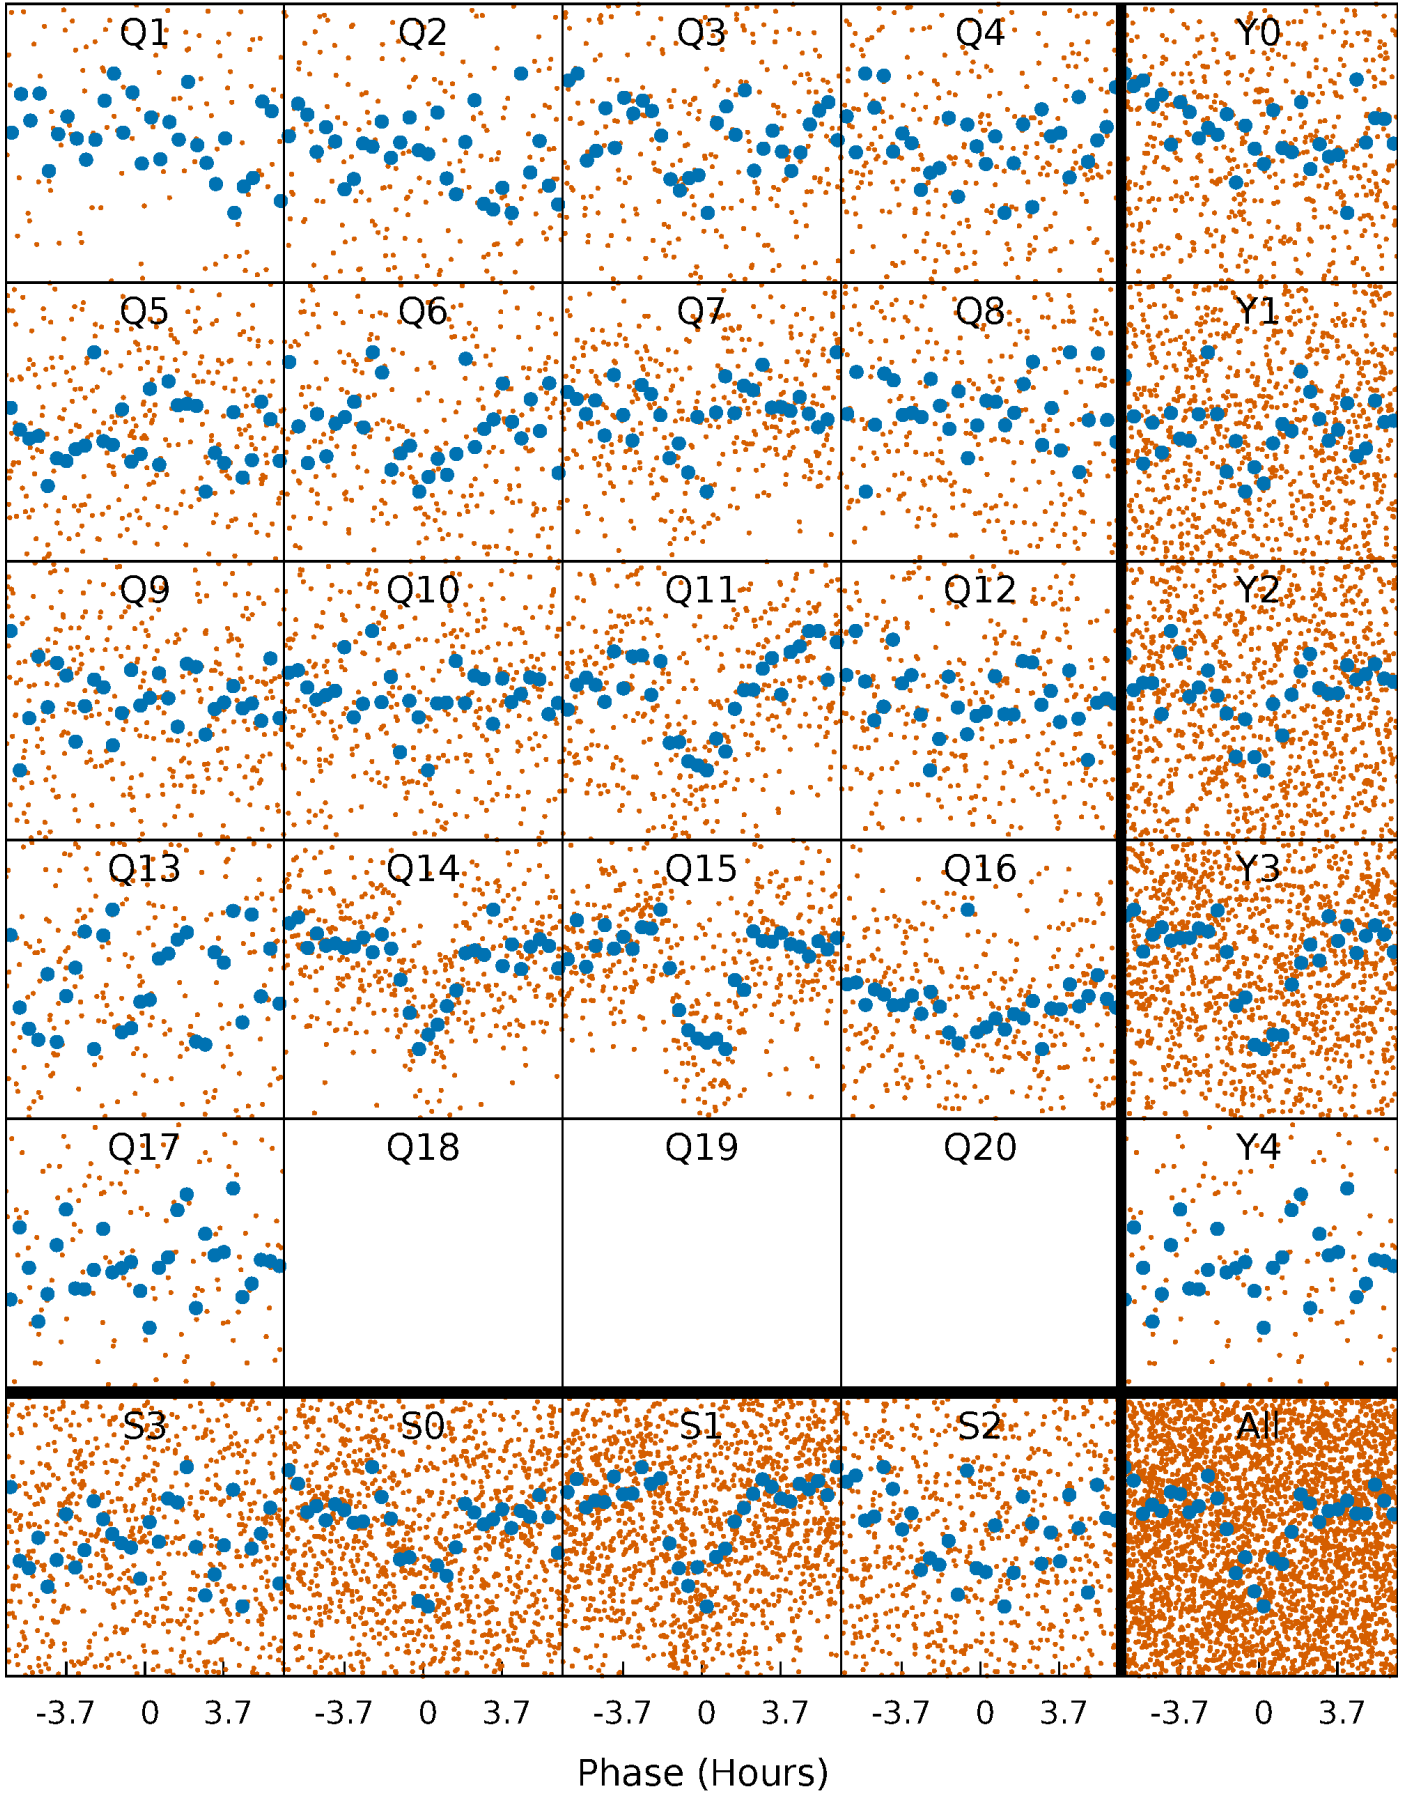 Q1 Q2 Q3 Q4 Y0
Q5 Q6 Q7 Q8 Y1
Q9 Q10 Q11 Q12 Y2
Q13 Q14 Q15 Q16 Y3
Q17 Q18 Q19 Q20 Y4
S3 S0 S1 S2 All
-3.7 0 3.7 -3.7 0 3.7 -3.7 0 3.7 -3.7 0 3.7 -3.7 0 3.7
Phase (Hours)